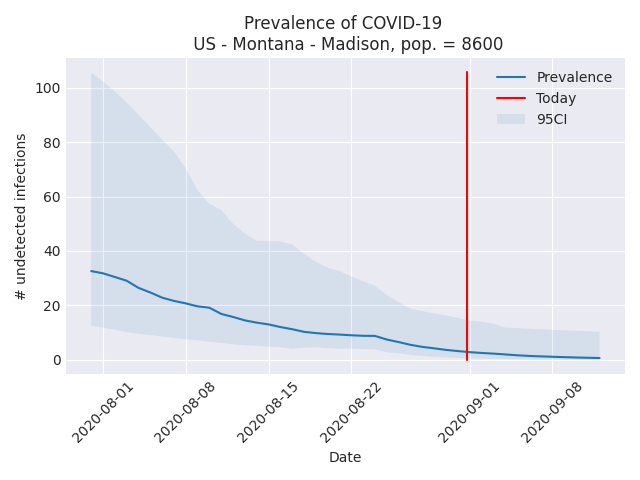 Prevalence of COVID-19
US - Montana - Madison, pop. = 8600
Prevalence
Today
95CI
# undetected infections
100
80
60
40
20
0
2020-08-01
2020-08-08
2020-08-15
2020-08-22
2020-09-01
2020-09-08
Date